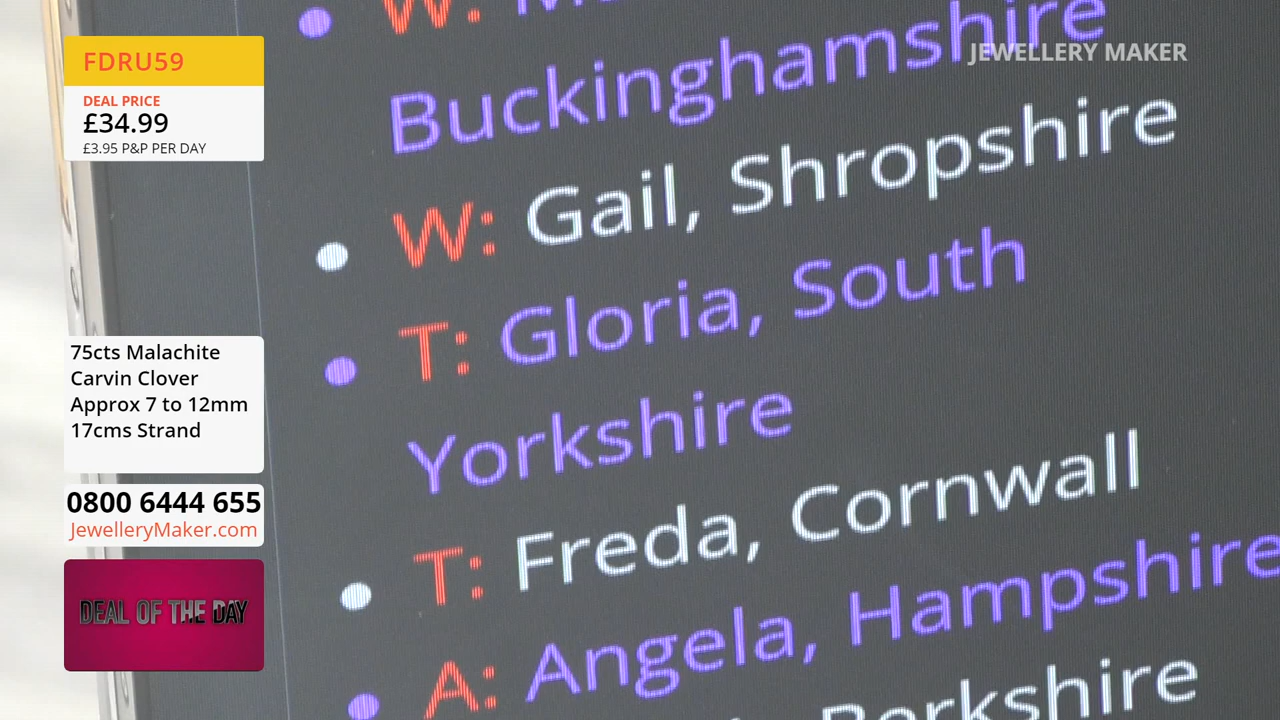 FDRU59
DEAL PRICE
£34.99
£3.95 P&P PER DAY
75cts Malachite
Carvin Clover
Approx 7 to 12mm
17cms Strand
0800 6444 655
JewelleryMaker.com
DEAL OF THE DAY
JEWELLERY MAKER
W:
Buckinghamshire
W: Gail, Shropshire
T: Gloria, South
Yorkshire
T: Freda, Cornwall
A: Angela, Hampshire